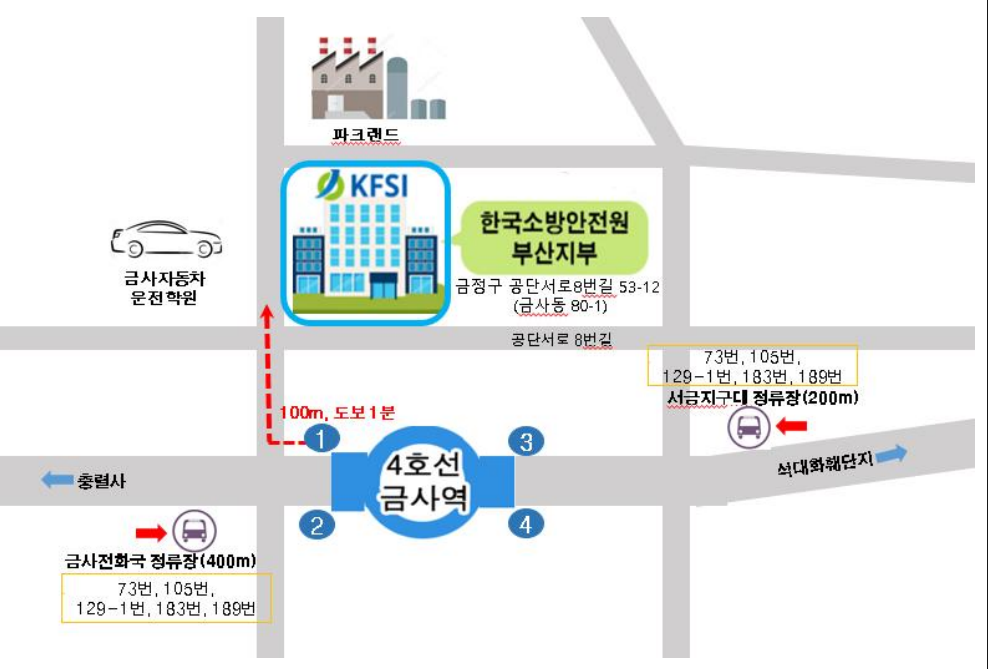 파크랜드
KFSI
한국소방안전원
부산지부
금사자동차
운전학원
금정구 공단서로8번길 53-12
(금사동 80-1)
공단서로 8번길
73번, 105번,
129-1번, 183번, 189번
서금지구대 정류장(200m)
100m, 도보1분
1
3
4호선
금사역
석대화훼단지
충렬사
2
4
금사전화국 정류장(400m)
73번, 105번,
129-1번, 183번, 189번